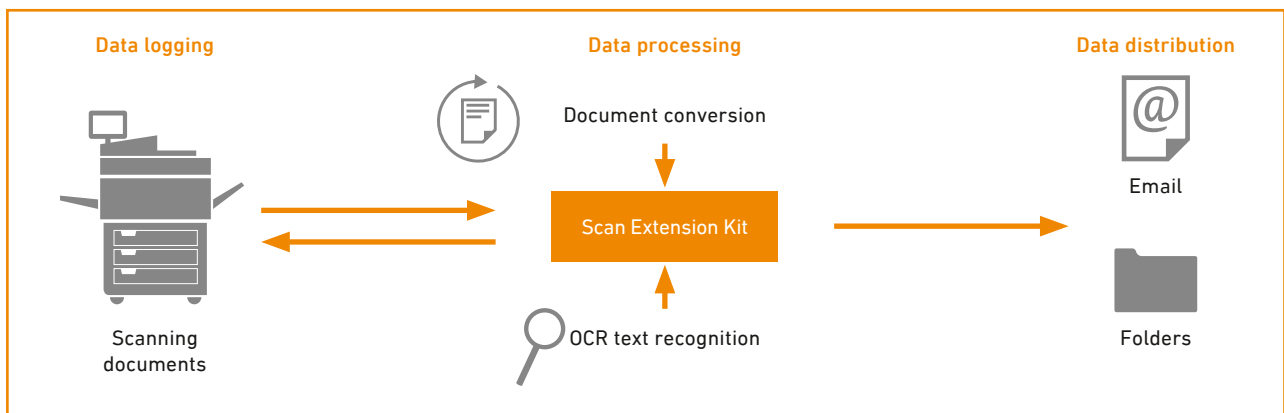 Data logging
Scanning
documents
Data processing
Document conversion
Scan Extension Kit
OCR text recognition
Data distribution
@
Email
Folders